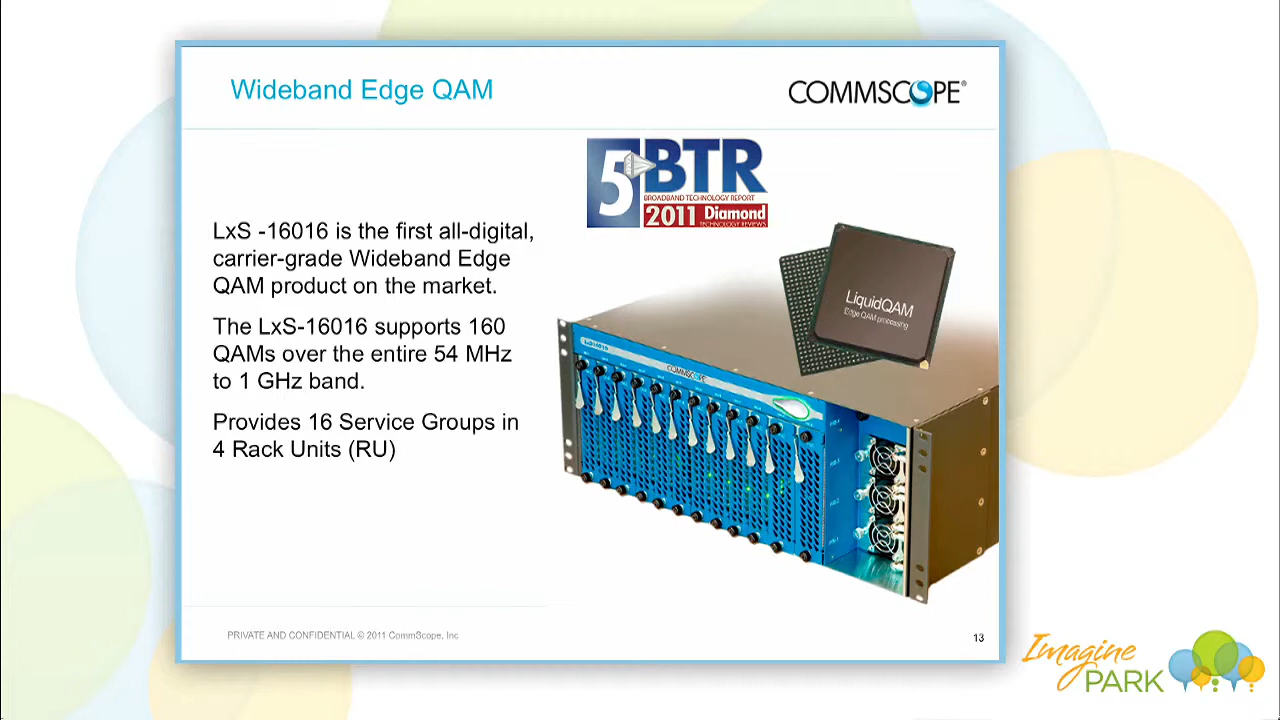 Wideband Edge QAM
COMMSCOPE®
5 BTR
BROADBAND TECHNOLOGY REPORT
2011 Diamond
TECHNOLOGY REVIEWS
LxS -16016 is the first all-digital,
carrier-grade Wideband Edge
QAM product on the market.
The LxS-16016 supports 160
QAMs over the entire 54 MHz
to 1 GHz band.
Provides 16 Service Groups in
4 Rack Units (RU)
LiquidQAM
Edge QAM processing
COMMSCOPE
PRIVATE AND CONFIDENTIAL © 2011 CommScope, Inc
13
Imagine
PARK